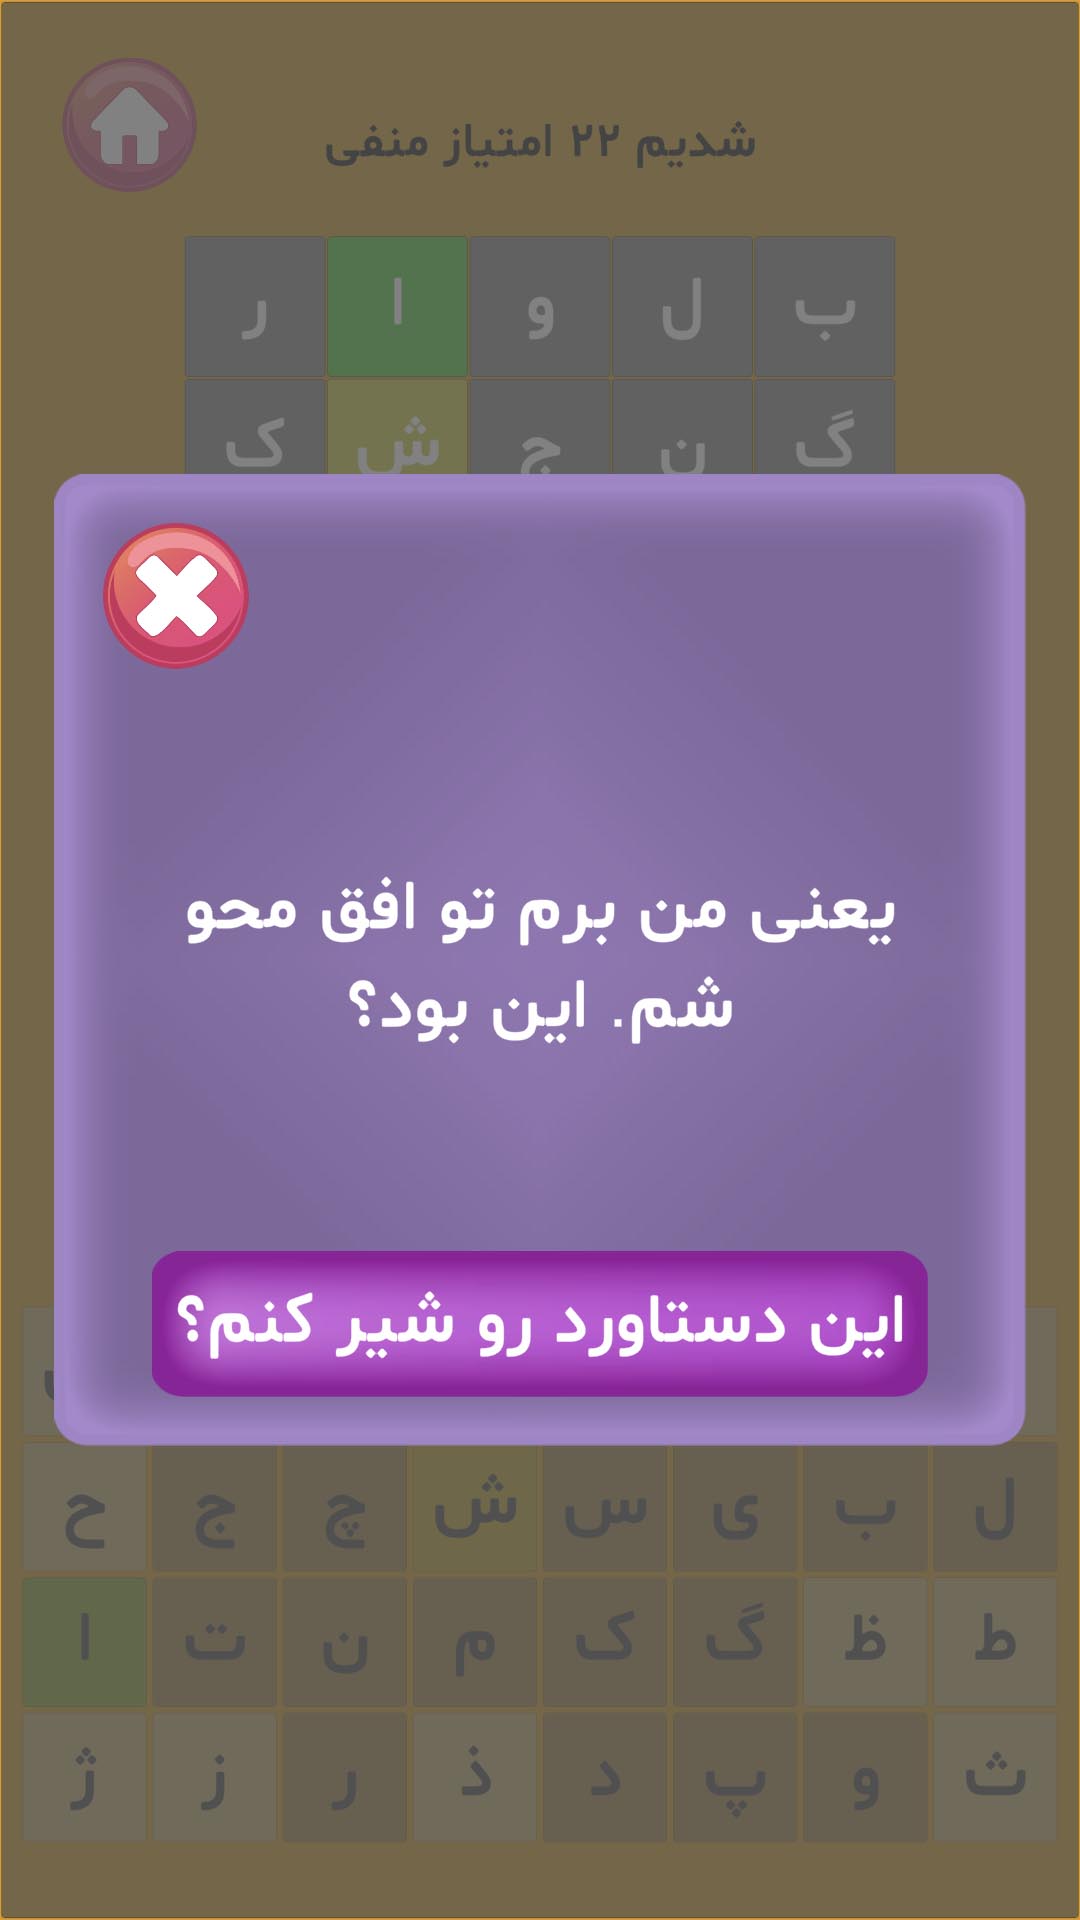 شدیم ۲۲ امتیاز منفی
ب ل و ا ر
گ ن ج ش ک
یعنی من برم تو افق محو
شم. این بود؟
این دستاورد رو شیر کنم؟
ل ب ی س ش چ ج ح
ط ظ گ ک م ن ت ا
ث و پ د ذ ر ز ژ